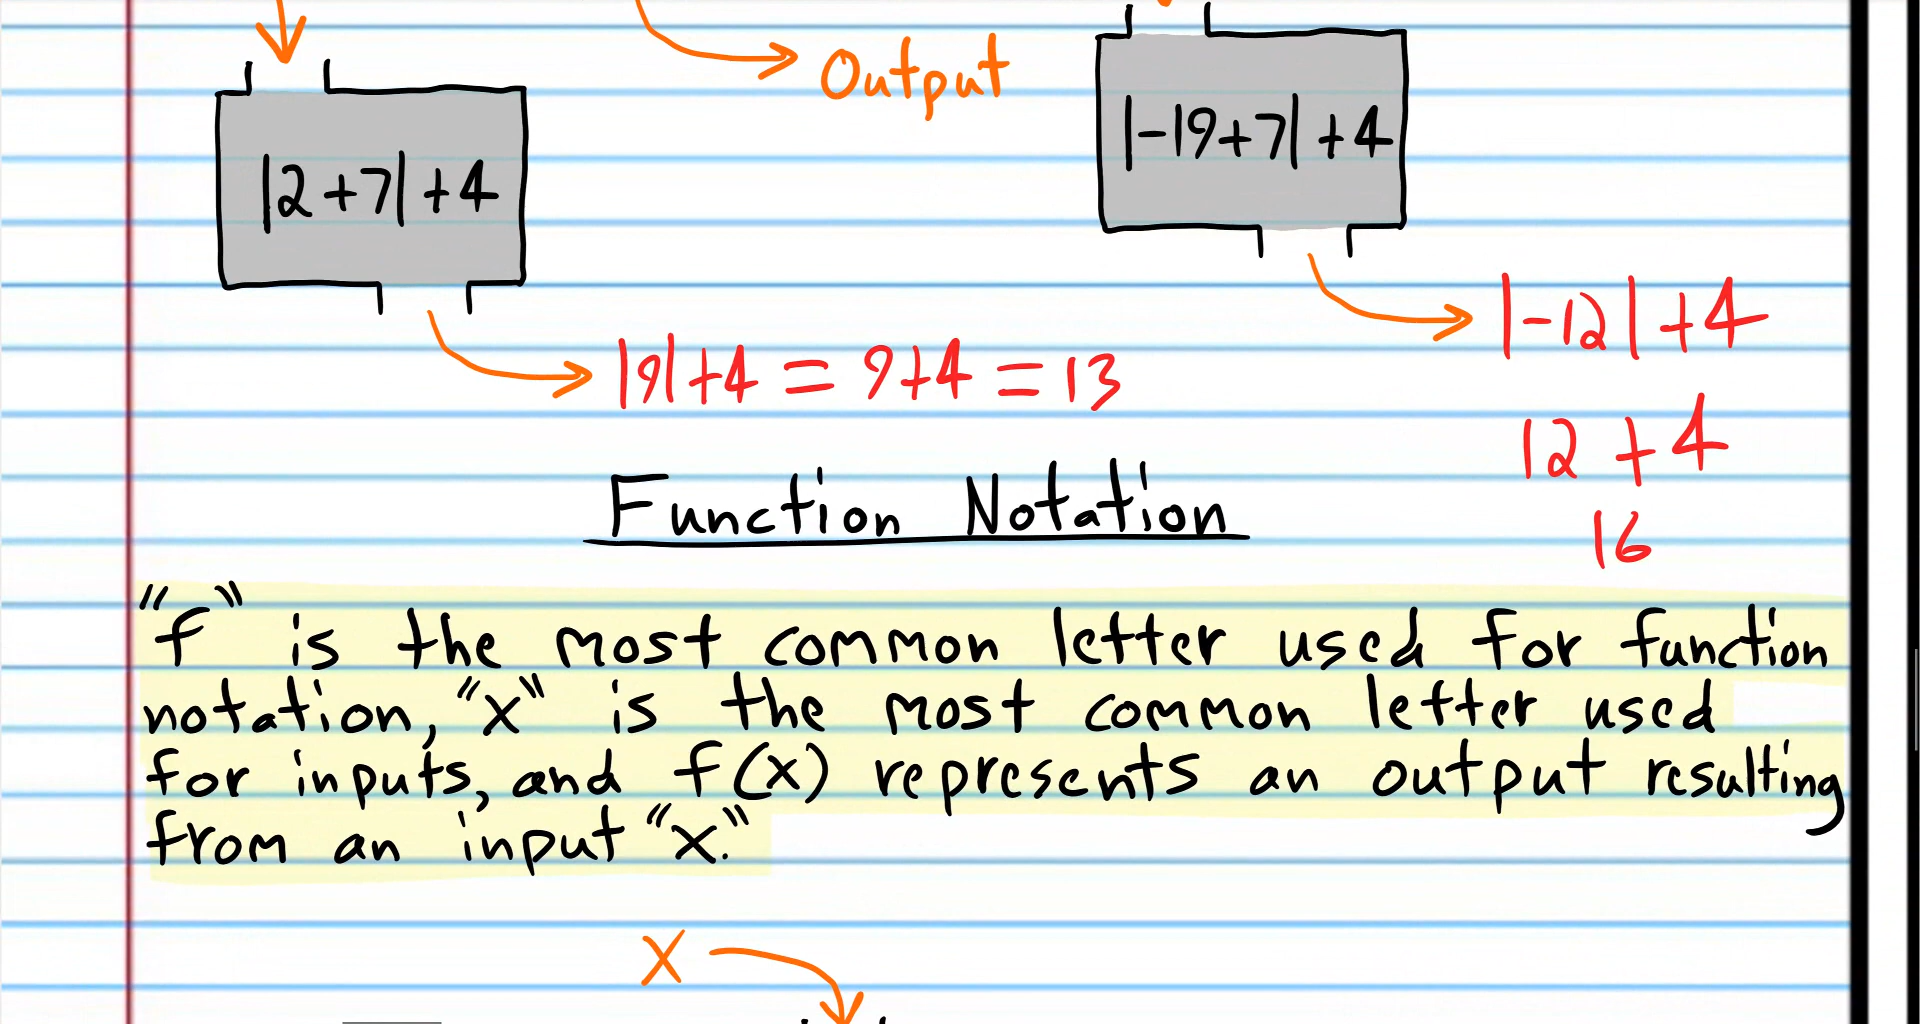 Output
|-19+7|+4
|2+7|+4
|-12|+4
|9|+4 = 9+4 = 13
12 + 4
Function Notation
16
"f" is the most common letter used for function
notation, "x" is the most common letter used
for inputs, and f(x) represents an output resulting
from an input "x."
x